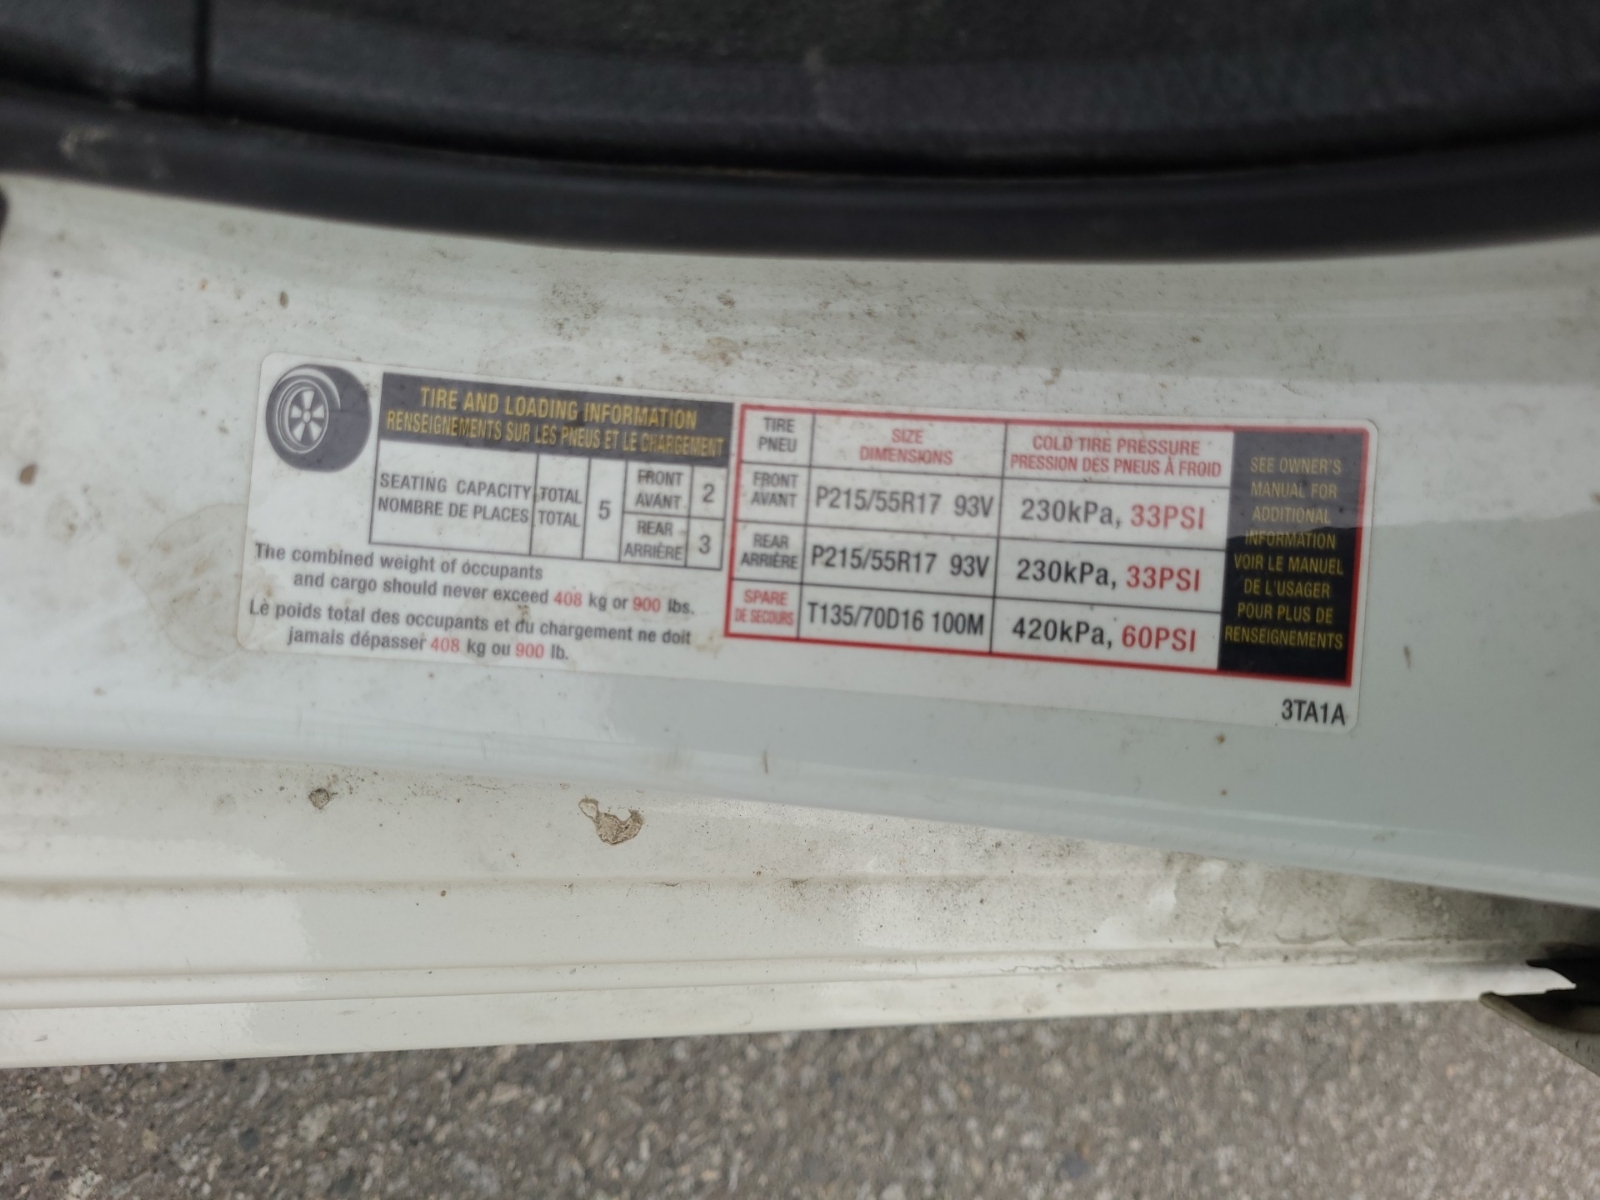 TIRE AND LOADING INFORMATION
RENSEIGNEMENTS SUR LES PNEUS ET LE CHARGEMENT
SEATING CAPACITY
NOMBRE DE PLACES
TOTAL
TOTAL
5
FRONT
AVANT
2
REAR
ARRIÈRE
3
The combined weight of occupants
and cargo should never exceed 408 kg or 900 lbs.
Le poids total des occupants et du chargement ne doit
jamais dépasser 408 kg ou 900 lb.
TIRE
PNEU
SIZE
DIMENSIONS
COLD TIRE PRESSURE
PRESSION DES PNEUS À FROID
FRONT
AVANT
P215/55R17 93V
230kPa, 33PSI
REAR
ARRIÈRE
P215/55R17 93V
230kPa, 33PSI
SPARE
DE SECOURS
T135/70D16 100M
420kPa, 60PSI
SEE OWNER'S
MANUAL FOR
ADDITIONAL
INFORMATION
VOIR LE MANUEL
DE L'USAGER
POUR PLUS DE
RENSEIGNEMENTS
3TA1A